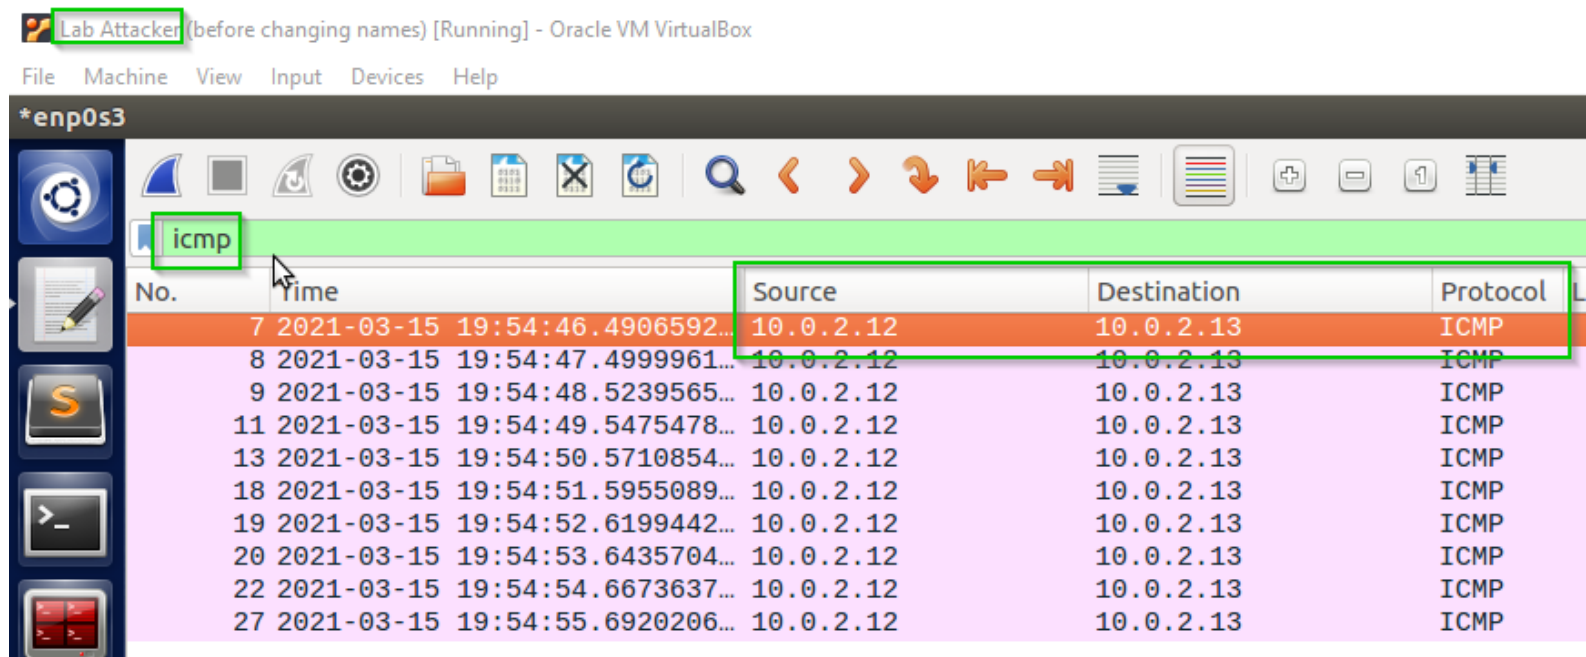 Lab Attacker (before changing names) [Running] - Oracle VM VirtualBox
File Machine View Input Devices Help
*enp0s3
icmp
No. Time Source Destination Protocol L
7 2021-03-15 19:54:46.4906592… 10.0.2.12 10.0.2.13 ICMP
8 2021-03-15 19:54:47.4999961… 10.0.2.12 10.0.2.13 ICMP
9 2021-03-15 19:54:48.5239565… 10.0.2.12 10.0.2.13 ICMP
11 2021-03-15 19:54:49.5475478… 10.0.2.12 10.0.2.13 ICMP
13 2021-03-15 19:54:50.5710854… 10.0.2.12 10.0.2.13 ICMP
18 2021-03-15 19:54:51.5955089… 10.0.2.12 10.0.2.13 ICMP
19 2021-03-15 19:54:52.6199442… 10.0.2.12 10.0.2.13 ICMP
20 2021-03-15 19:54:53.6435704… 10.0.2.12 10.0.2.13 ICMP
22 2021-03-15 19:54:54.6673637… 10.0.2.12 10.0.2.13 ICMP
27 2021-03-15 19:54:55.6920206… 10.0.2.12 10.0.2.13 ICMP